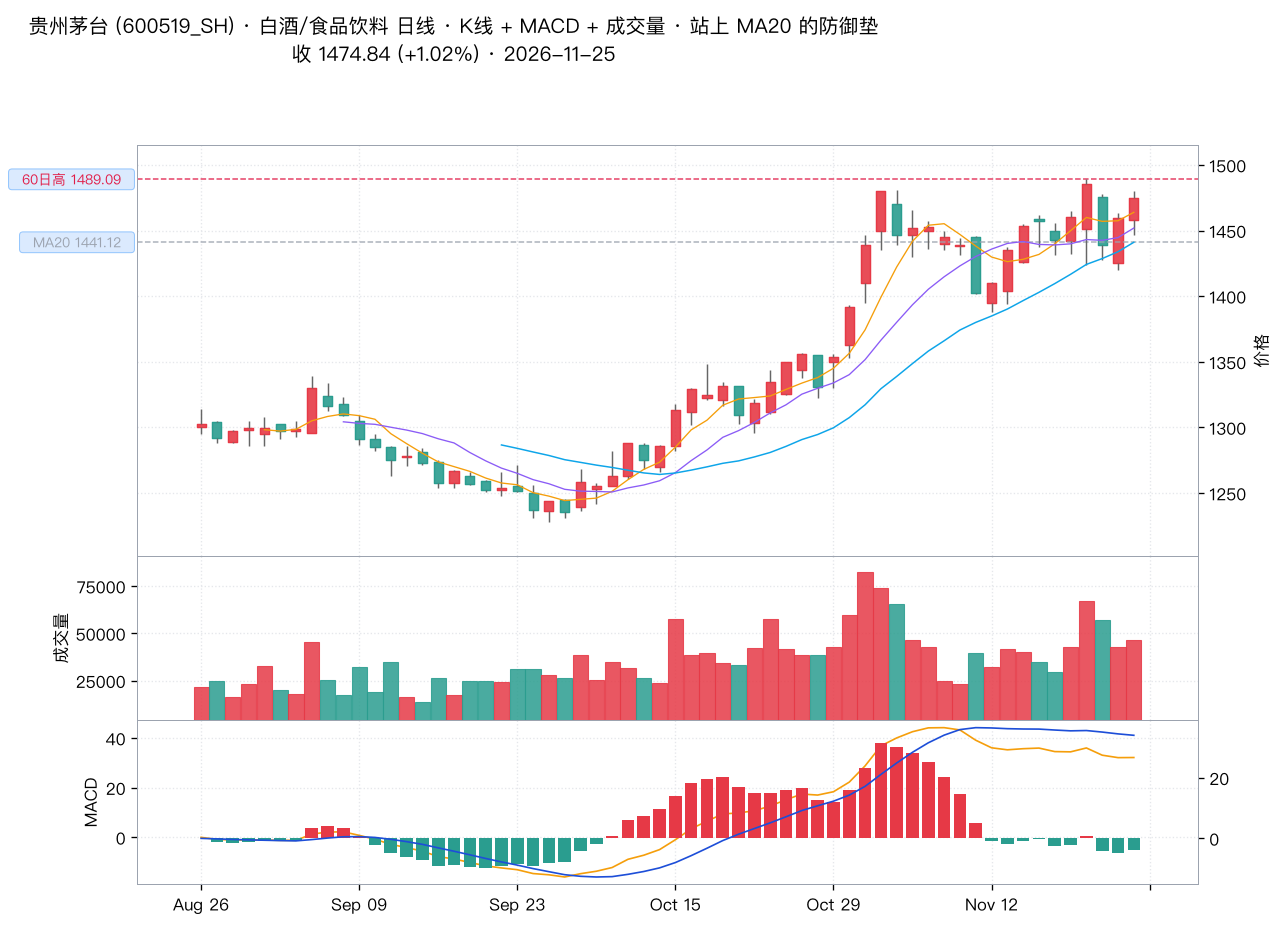 贵州茅台 (600519_SH) · 白酒/食品饮料 日线 · K线 + MACD + 成交量 · 站上 MA20 的防御垫
收 1474.84 (+1.02%) · 2026−11−25
60日高 1489.09
MA20 1441.12
1500
1450
1400
1350
1300
1250
价格
75000
50000
25000
成交量
40
20
0
MACD
20
0
Aug 26
Sep 09
Sep 23
Oct 15
Oct 29
Nov 12